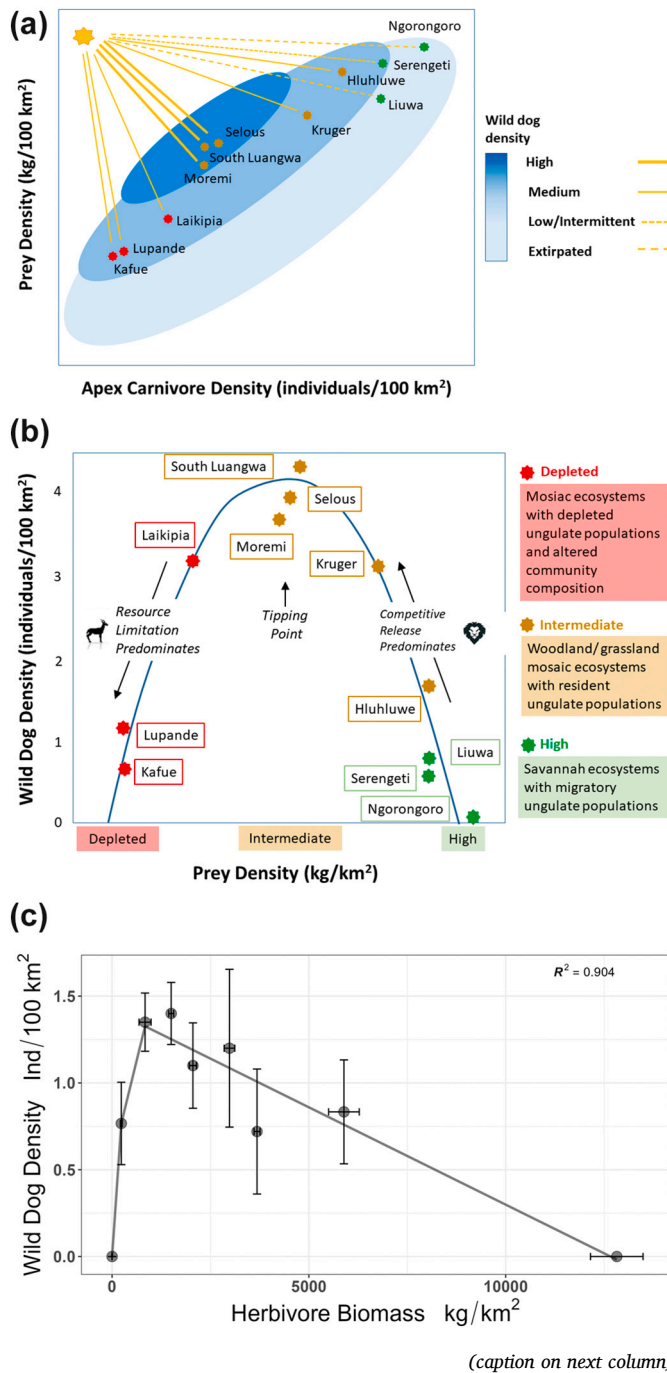 (a)
Ngorongoro
Serengeti
Hluhluwe
Liuwa
Kruger
Selous
South Luangwa
Moremi
Laikipia
Lupande
Kafue
Prey Density (kg/100 km²)
Apex Carnivore Density (individuals/100 km²)
Wild dog
density
High
Medium
Low/Intermittent
Extirpated
(b)
Wild Dog Density (individuals/100 km²)
4
3
2
1
0
South Luangwa
Selous
Laikipia
Moremi
Kruger
Resource
Limitation
Predominates
Tipping
Point
Competitive
Release
Predominates
Hluhluwe
Lupande
Liuwa
Kafue
Serengeti
Ngorongoro
Depleted
Intermediate
High
Prey Density (kg/km²)
Depleted
Mosiac ecosystems
with depleted
ungulate populations
and altered
community
composition
Intermediate
Woodland/grassland
mosaic ecosystems
with resident
ungulate populations
High
Savannah ecosystems
with migratory
ungulate populations
(c)
R² = 0.904
Wild Dog Density Ind/100 km²
1.5
1.0
0.5
0.0
0
5000
10000
Herbivore Biomass kg/km²
(caption on next column